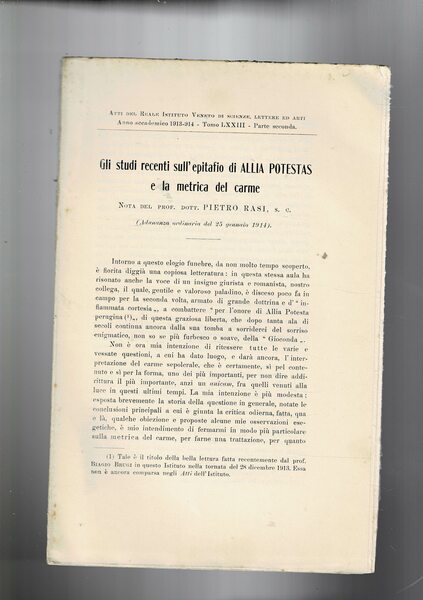 Atti del Reale Istituto Veneto di scienze, lettere ed arti
Anno accademico 1913-914 - Tomo LXXIII - Parte seconda.
Gli studi recenti sull'epitafio di ALLIA POTESTAS
e la metrica del carme
Nota del prof. dott. PIETRO RASI, s. c.
(Adunanza ordinaria del 25 gennaio 1914).
Intorno a questo elogio funebre, da non molto tempo scoperto,
è fiorita diggià una copiosa letteratura: in questa stessa aula ha
risonato anche la voce di un insigne giurista e romanista, nostro
collega, il quale, gentile e valoroso paladino, è disceso poco fa in
campo per la seconda volta, armato di grande dottrina e d' “ in-
fiammata cortesia „, a combattere “ per l'onore di Allia Potestas
perugina (¹) „, di questa graziosa liberta, che dopo tanta ala di
secoli continua ancora dalla sua tomba a sorriderci del sorriso
enigmatico, non so se più furbesco o soave, della “ Gioconda „.
Non è ora mia intenzione di ritessere tutte le varie e
vessate questioni, a cui ha dato luogo, e darà ancora, l' inter-
pretazione del carme sepolcrale, che è certamente, sì pel conte-
nuto e sì per la forma, uno dei più importanti, per non dire addi-
rittura il più importante, anzi un unicum, fra quelli venuti alla
luce in questi ultimi tempi. La mia intenzione è più modesta:
esposta brevemente la storia della questione in generale, notate le
conclusioni principali a cui è giunta la critica odierna, fatta, qua
e là, qualche obiezione e proposte alcune mie osservazioni ese-
getiche, è mio intendimento di fermarmi in modo più particolare
sulla metrica del carme, per farne una trattazione, per quanto
(1) Tale è il titolo della bella lettura fatta recentemente dal prof.
Biagio Brugi in questo Istituto nella tornata del 28 dicembre 1913. Essa
non è ancora comparsa negli Atti dell'Istituto.